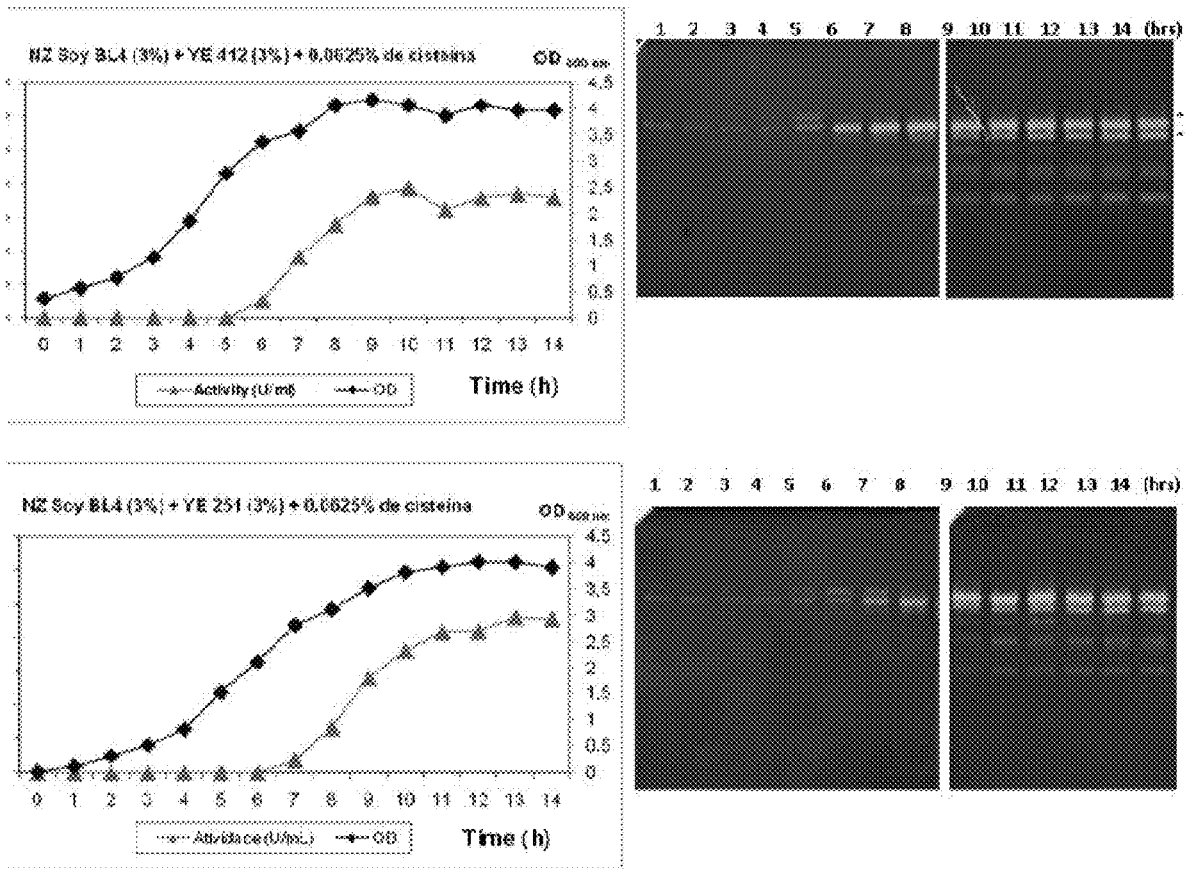 NZ Soy BL4 (3%) + YE 412 (3%) + 0.0625% de cisteína
OD 600 nm
4.5
4
3.5
3
2.5
2
1.5
1
0.5
0
0 1 2 3 4 5 6 7 8 9 10 11 12 13 14
Activity (U/ml) OD
Time (h)
1 2 3 4 5 6 7 8 9 10 11 12 13 14 (hrs)
NZ Soy BL4 (3%) + YE 251 (3%) + 0.0625% de cisteína
OD 600 nm
4.5
4
3.5
3
2.5
2
1.5
1
0.5
0
0 1 2 3 4 5 6 7 8 9 10 11 12 13 14
Atividade (U/mL) OD
Time (h)
1 2 3 4 5 6 7 8 9 10 11 12 13 14 (hrs)